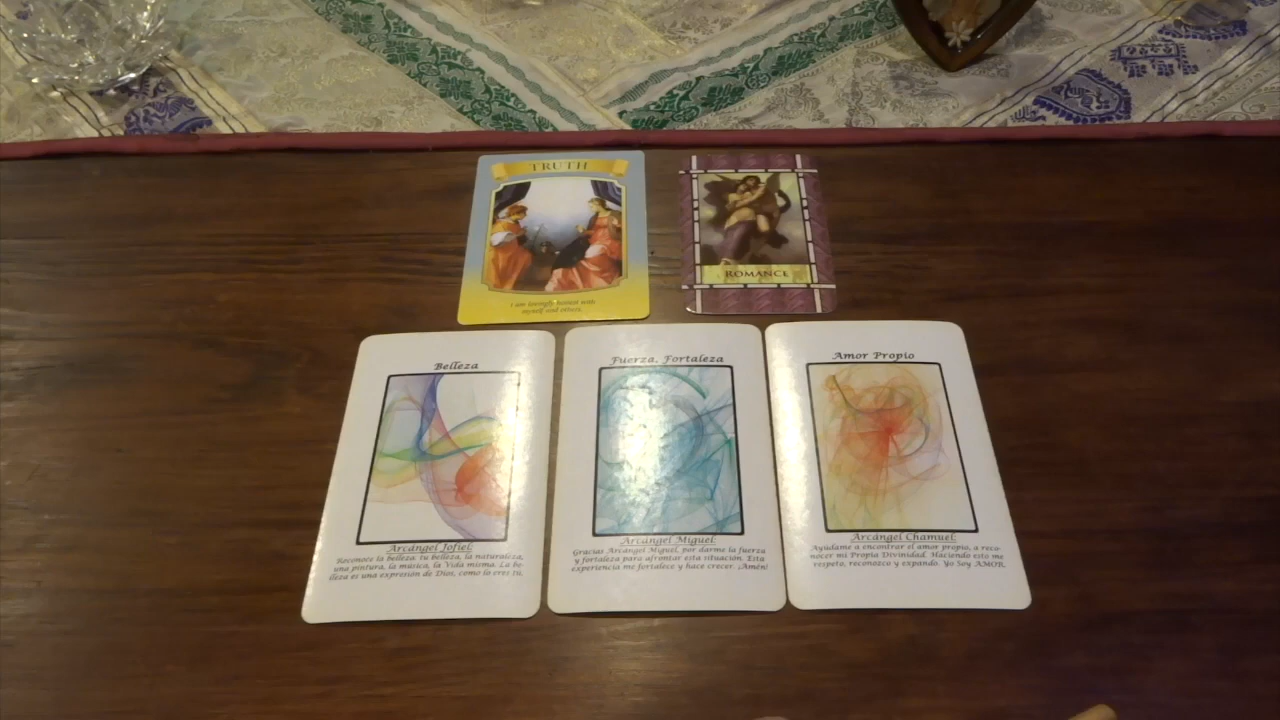 TRUTH
I am lovingly honest with
myself and others.
ROMANCE
Belleza
Arcángel Jofiel:
Reconoce la belleza, tu belleza, la naturaleza,
una pintura, la música, la Vida misma. La be-
lleza es una expresión de Dios, como lo eres tú.
Fuerza, Fortaleza
Arcángel Miguel:
Gracias Arcángel Miguel, por darme la fuerza
y fortaleza para afrontar esta situación. Esta
experiencia me fortalece y hace crecer. ¡Amén!
Amor Propio
Arcángel Chamuel:
Ayúdame a encontrar el amor propio, a reco-
nocer mi Propia Divinidad. Haciendo esto me
respeto, reconozco y expando. Yo Soy AMOR.